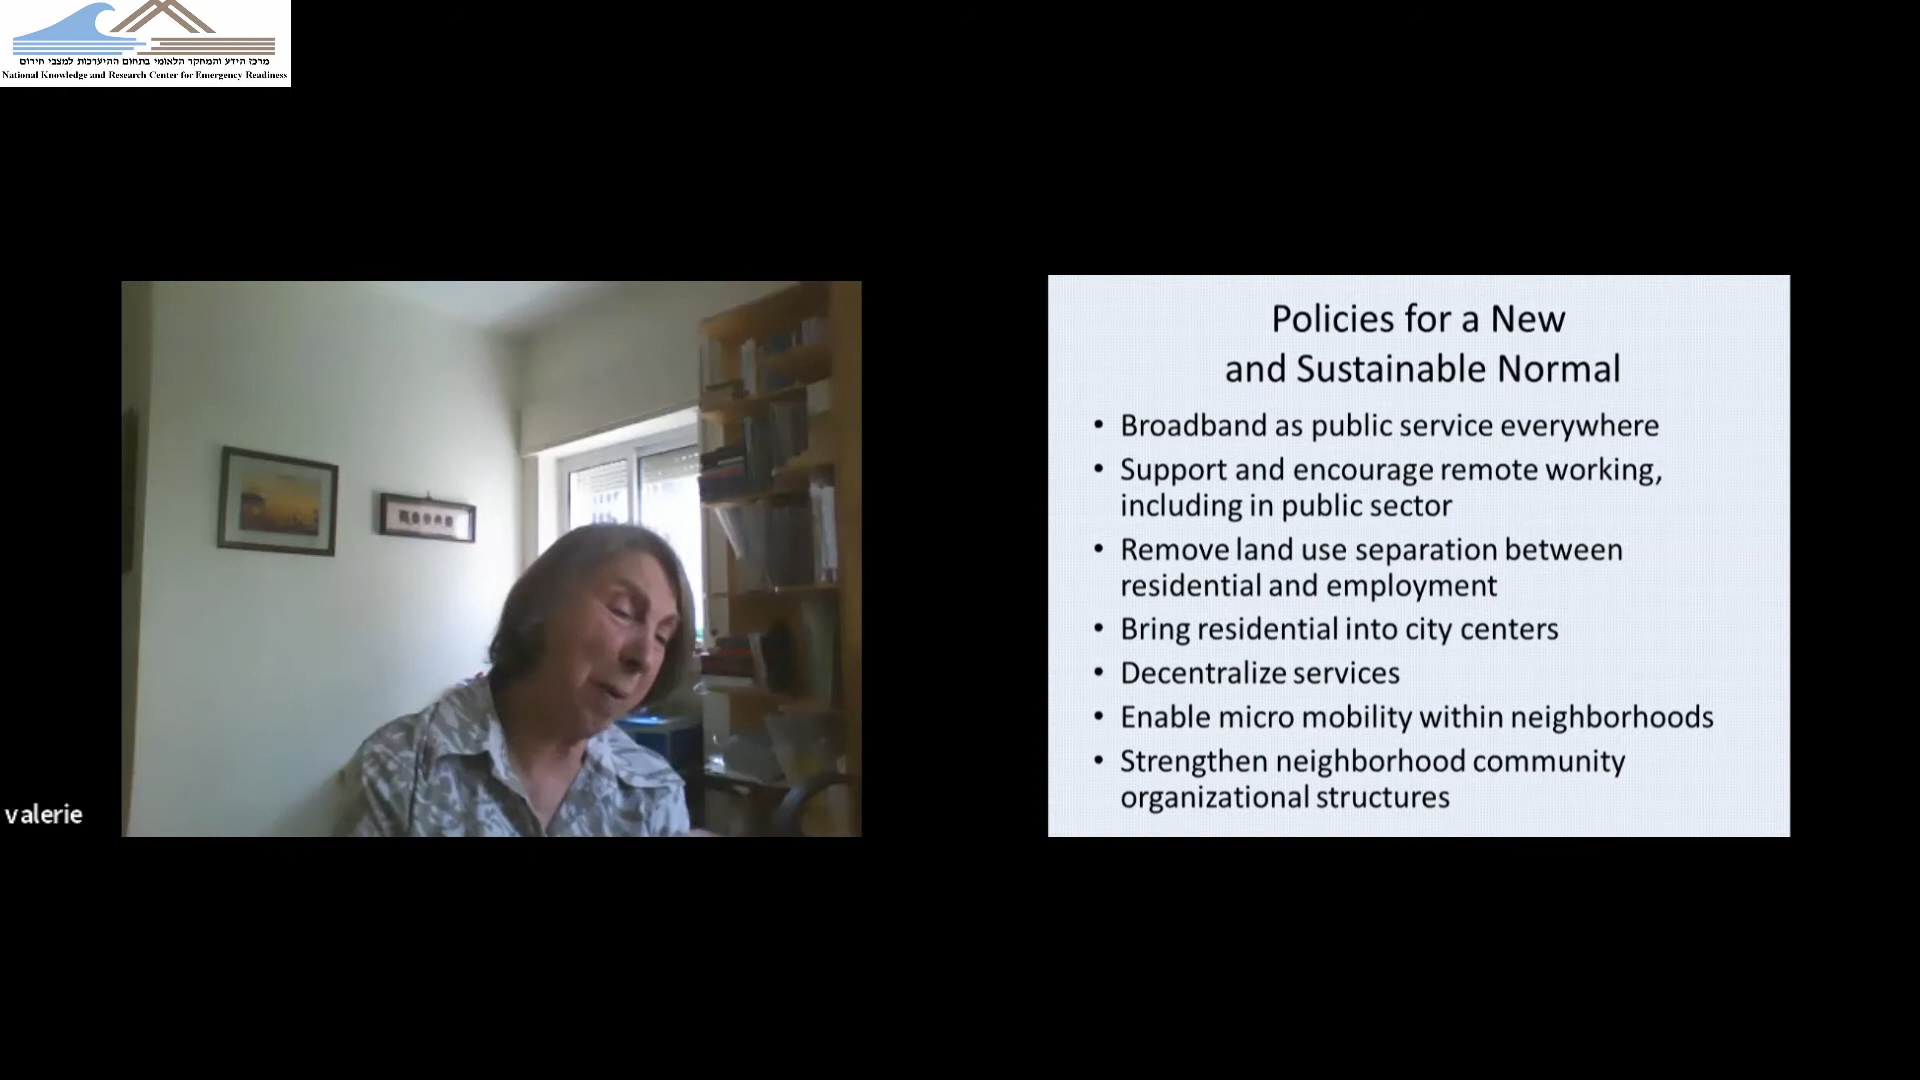 מרכז הידע והמחקר הלאומי בתחום ההיערכות למצבי חירום
National Knowledge and Research Center for Emergency Readiness
valerie
Policies for a New
and Sustainable Normal
• Broadband as public service everywhere
• Support and encourage remote working,
including in public sector
• Remove land use separation between
residential and employment
• Bring residential into city centers
• Decentralize services
• Enable micro mobility within neighborhoods
• Strengthen neighborhood community
organizational structures